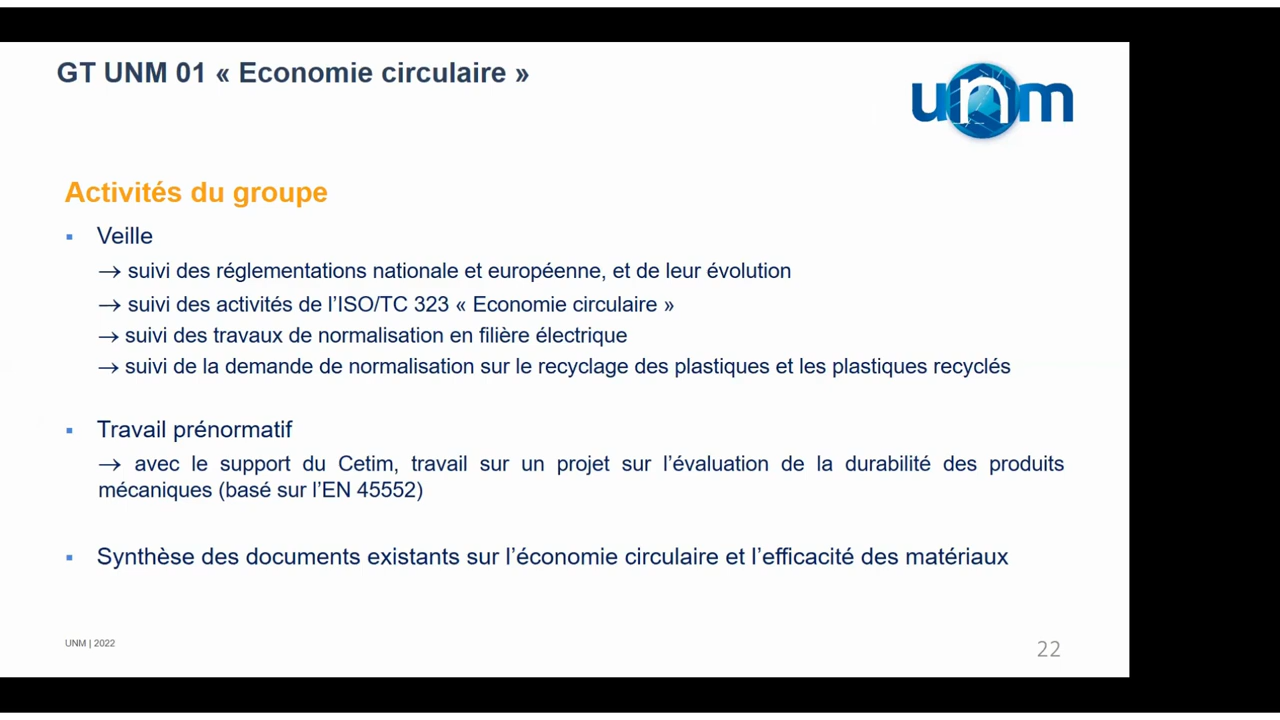 GT UNM 01 « Economie circulaire »
unm
Activités du groupe
▪ Veille
→ suivi des réglementations nationale et européenne, et de leur évolution
→ suivi des activités de l’ISO/TC 323 « Economie circulaire »
→ suivi des travaux de normalisation en filière électrique
→ suivi de la demande de normalisation sur le recyclage des plastiques et les plastiques recyclés
▪ Travail prénormatif
→ avec le support du Cetim, travail sur un projet sur l’évaluation de la durabilité des produits
mécaniques (basé sur l’EN 45552)
▪ Synthèse des documents existants sur l’économie circulaire et l’efficacité des matériaux
UNM | 2022
22